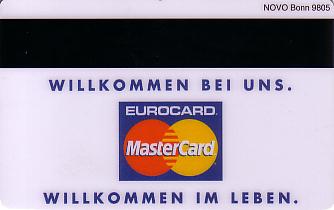 NOVO Bonn 9805
WILLKOMMEN BEI UNS.
EUROCARD
MasterCard
WILLKOMMEN IM LEBEN.